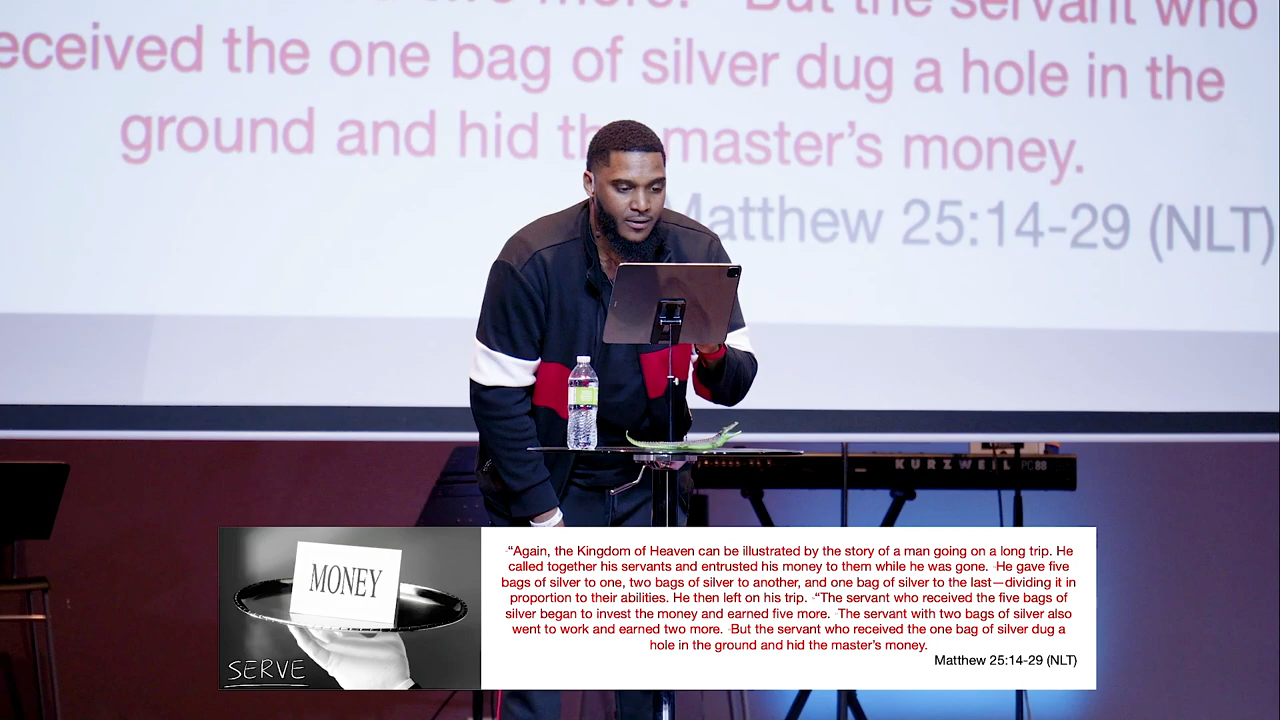 two more. But the servant who
eceived the one bag of silver dug a hole in the
ground and hid th master's money.
Matthew 25:14-29 (NLT)
KURZWEIL PC88
MONEY
SERVE
“Again, the Kingdom of Heaven can be illustrated by the story of a man going on a long trip. He
called together his servants and entrusted his money to them while he was gone. He gave five
bags of silver to one, two bags of silver to another, and one bag of silver to the last—dividing it in
proportion to their abilities. He then left on his trip. “The servant who received the five bags of
silver began to invest the money and earned five more. The servant with two bags of silver also
went to work and earned two more. But the servant who received the one bag of silver dug a
hole in the ground and hid the master’s money.
Matthew 25:14-29 (NLT)